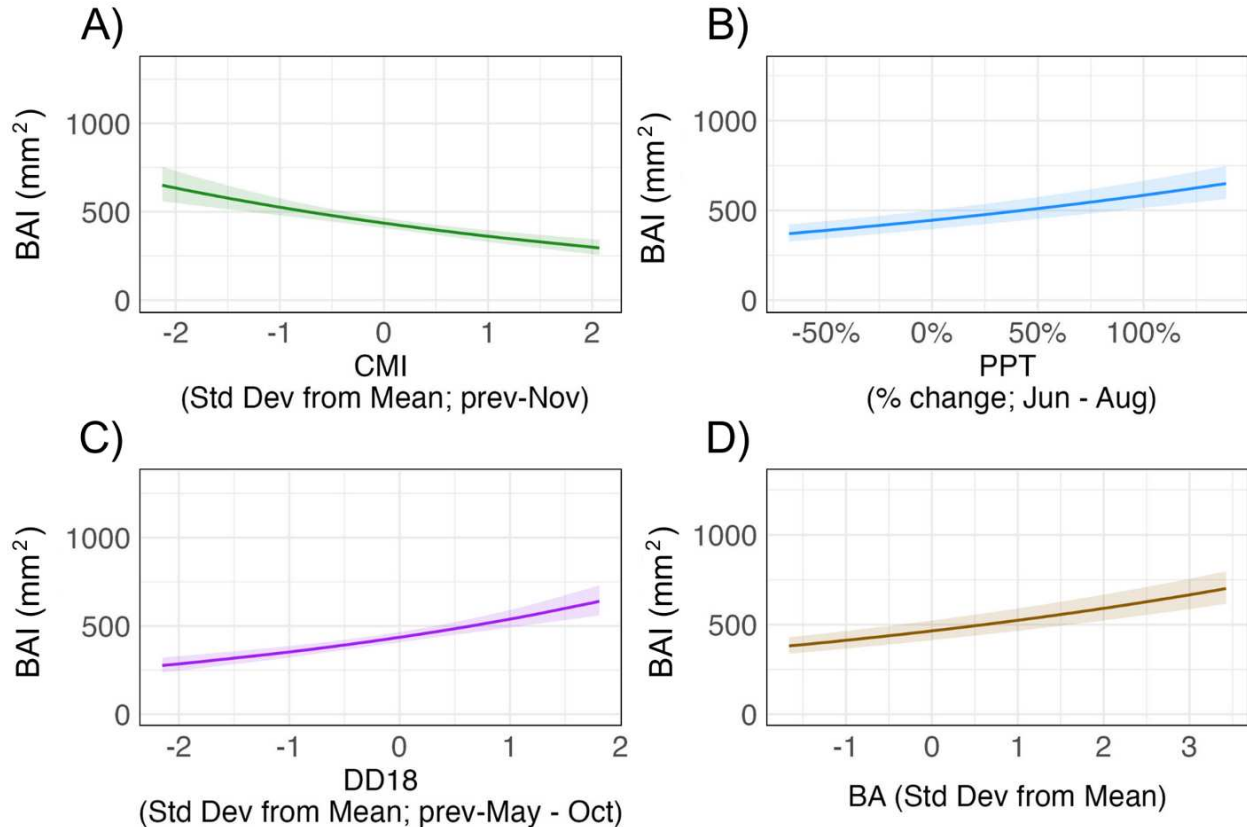 A)
BAI (mm²)
1000
500
0
-2 -1 0 1 2
CMI
(Std Dev from Mean; prev-Nov)
B)
BAI (mm²)
1000
500
0
-50% 0% 50% 100%
PPT
(% change; Jun - Aug)
C)
BAI (mm²)
1000
500
0
-2 -1 0 1 2
DD18
(Std Dev from Mean; prev-May - Oct)
D)
BAI (mm²)
1000
500
0
-1 0 1 2 3
BA (Std Dev from Mean)